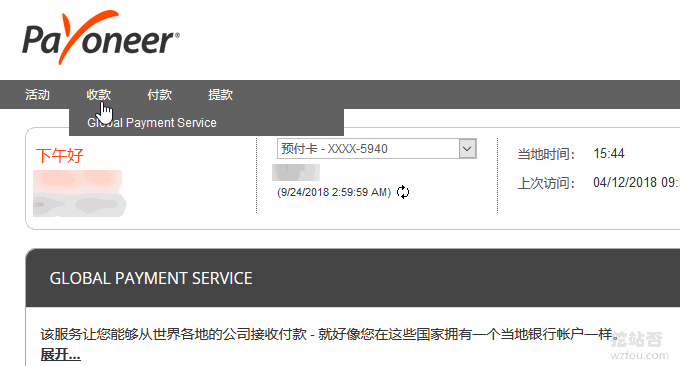 Payoneer®
活动 收款 付款 提款
Global Payment Service
下午好
预付卡 - XXXX-5940
(9/24/2018 2:59:59 AM)
当地时间： 15:44
上次访问： 04/12/2018 09:
GLOBAL PAYMENT SERVICE
该服务让您能够从世界各地的公司接收付款 - 就好像您在这些国家拥有一个当地银行帐户一样。
展开...
挖站否
wzfou.com